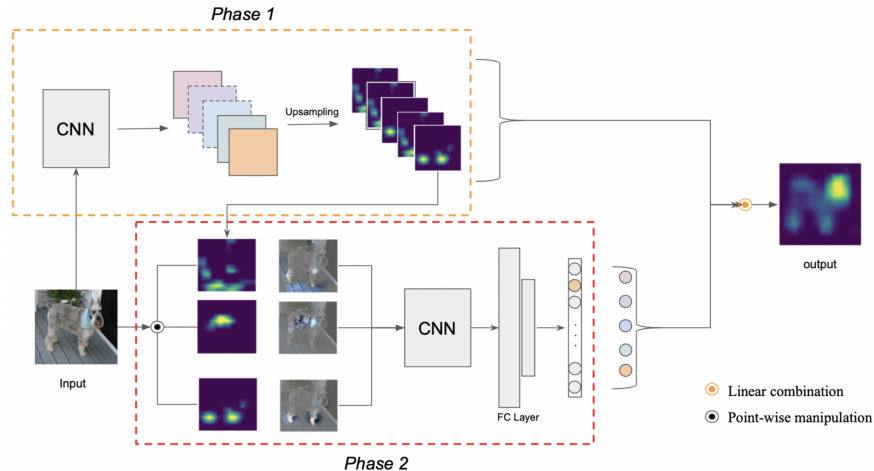 Phase 1
CNN
Upsampling
Input
output
CNN
FC Layer
Linear combination
Point-wise manipulation
Phase 2